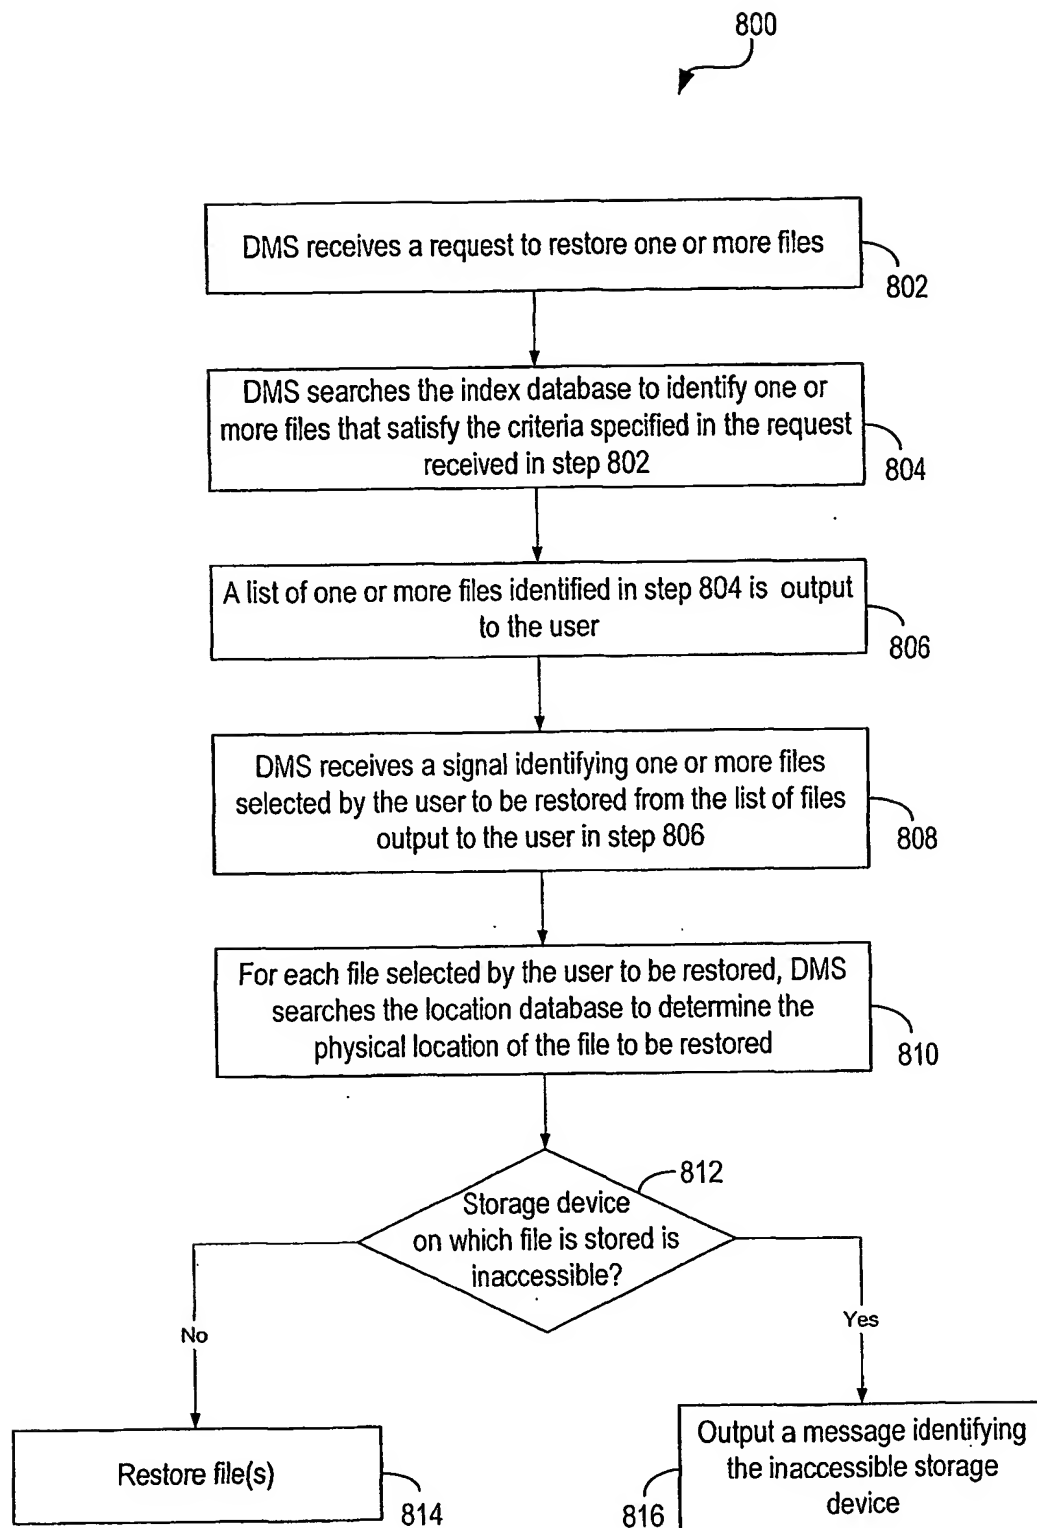 800
DMS receives a request to restore one or more files
802
DMS searches the index database to identify one or
more files that satisfy the criteria specified in the request
received in step 802
804
A list of one or more files identified in step 804 is output
to the user
806
DMS receives a signal identifying one or more files
selected by the user to be restored from the list of files
output to the user in step 806
808
For each file selected by the user to be restored, DMS
searches the location database to determine the
physical location of the file to be restored
810
812
Storage device
on which file is stored is
inaccessible?
No
Yes
Restore file(s)
814
Output a message identifying
the inaccessible storage
device
816